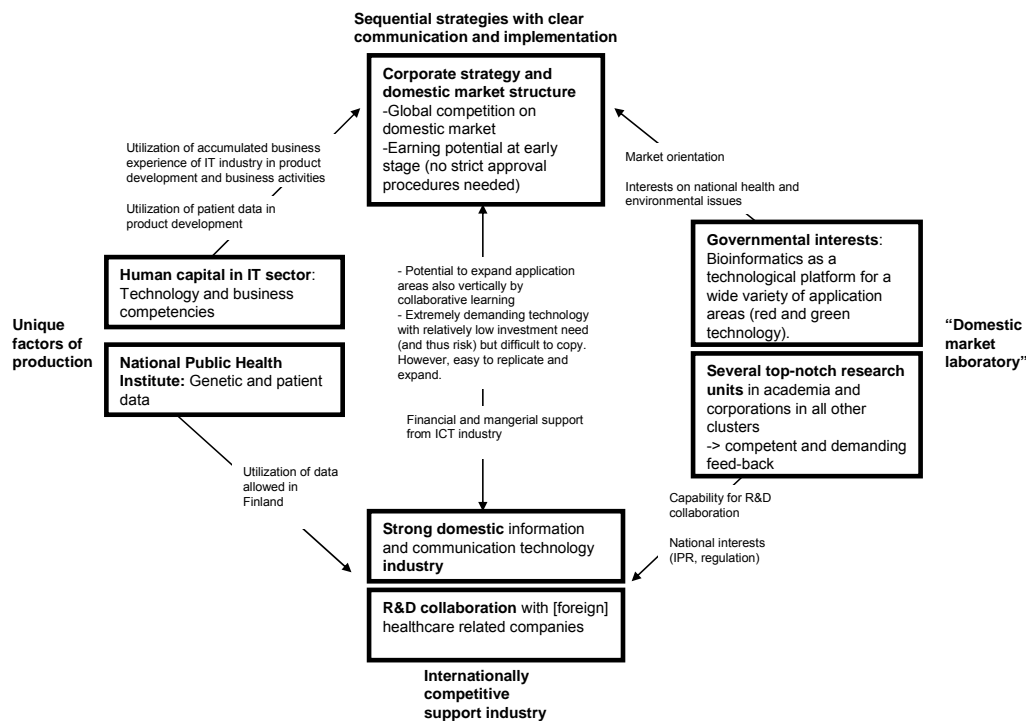 Sequential strategies with clear
communication and implementation
Corporate strategy and
domestic market structure
-Global competition on
domestic market
-Earning potential at early
stage (no strict approval
procedures needed)
Utilization of accumulated business
experience of IT industry in product
development and business activities
Utilization of patient data in
product development
Market orientation
Interests on national health and
environmental issues
Human capital in IT sector:
Technology and business
competencies
Unique
factors of
production
National Public Health
Institute: Genetic and patient
data
- Potential to expand application
areas also vertically by
collaborative learning
- Extremely demanding technology
with relatively low investment need
(and thus risk) but difficult to copy.
However, easy to replicate and
expand.
Financial and mangerial support
from ICT industry
Governmental interests:
Bioinformatics as a
technological platform for a
wide variety of application
areas (red and green
technology).
“Domestic
market
laboratory”
Several top-notch research
units in academia and
corporations in all other
clusters
-> competent and demanding
feed-back
Utilization of data
allowed in
Finland
Capability for R&D
collaboration
National interests
(IPR, regulation)
Strong domestic information
and communication technology
industry
R&D collaboration with [foreign]
healthcare related companies
Internationally
competitive
support industry